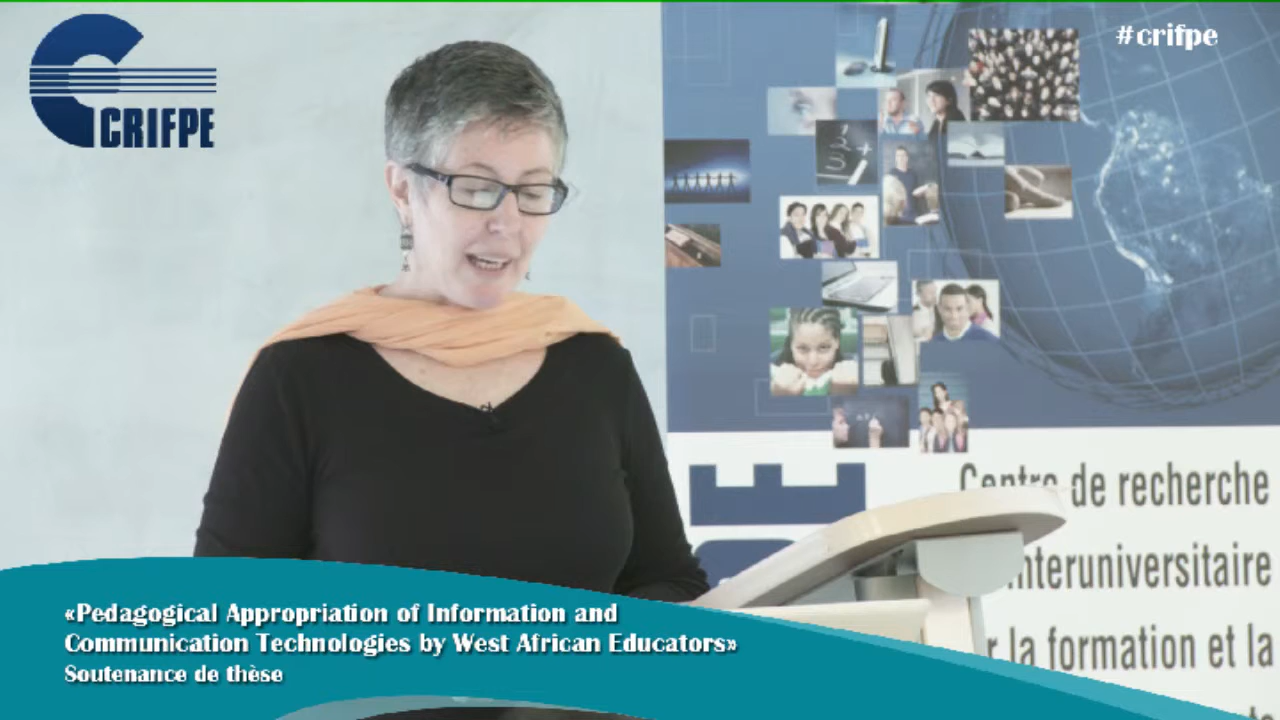 #crifpe
CRIFPE
Centre de recherche
interuniversitaire
r la formation et la
«Pedagogical Appropriation of Information and
Communication Technologies by West African Educators»
Soutenance de thèse